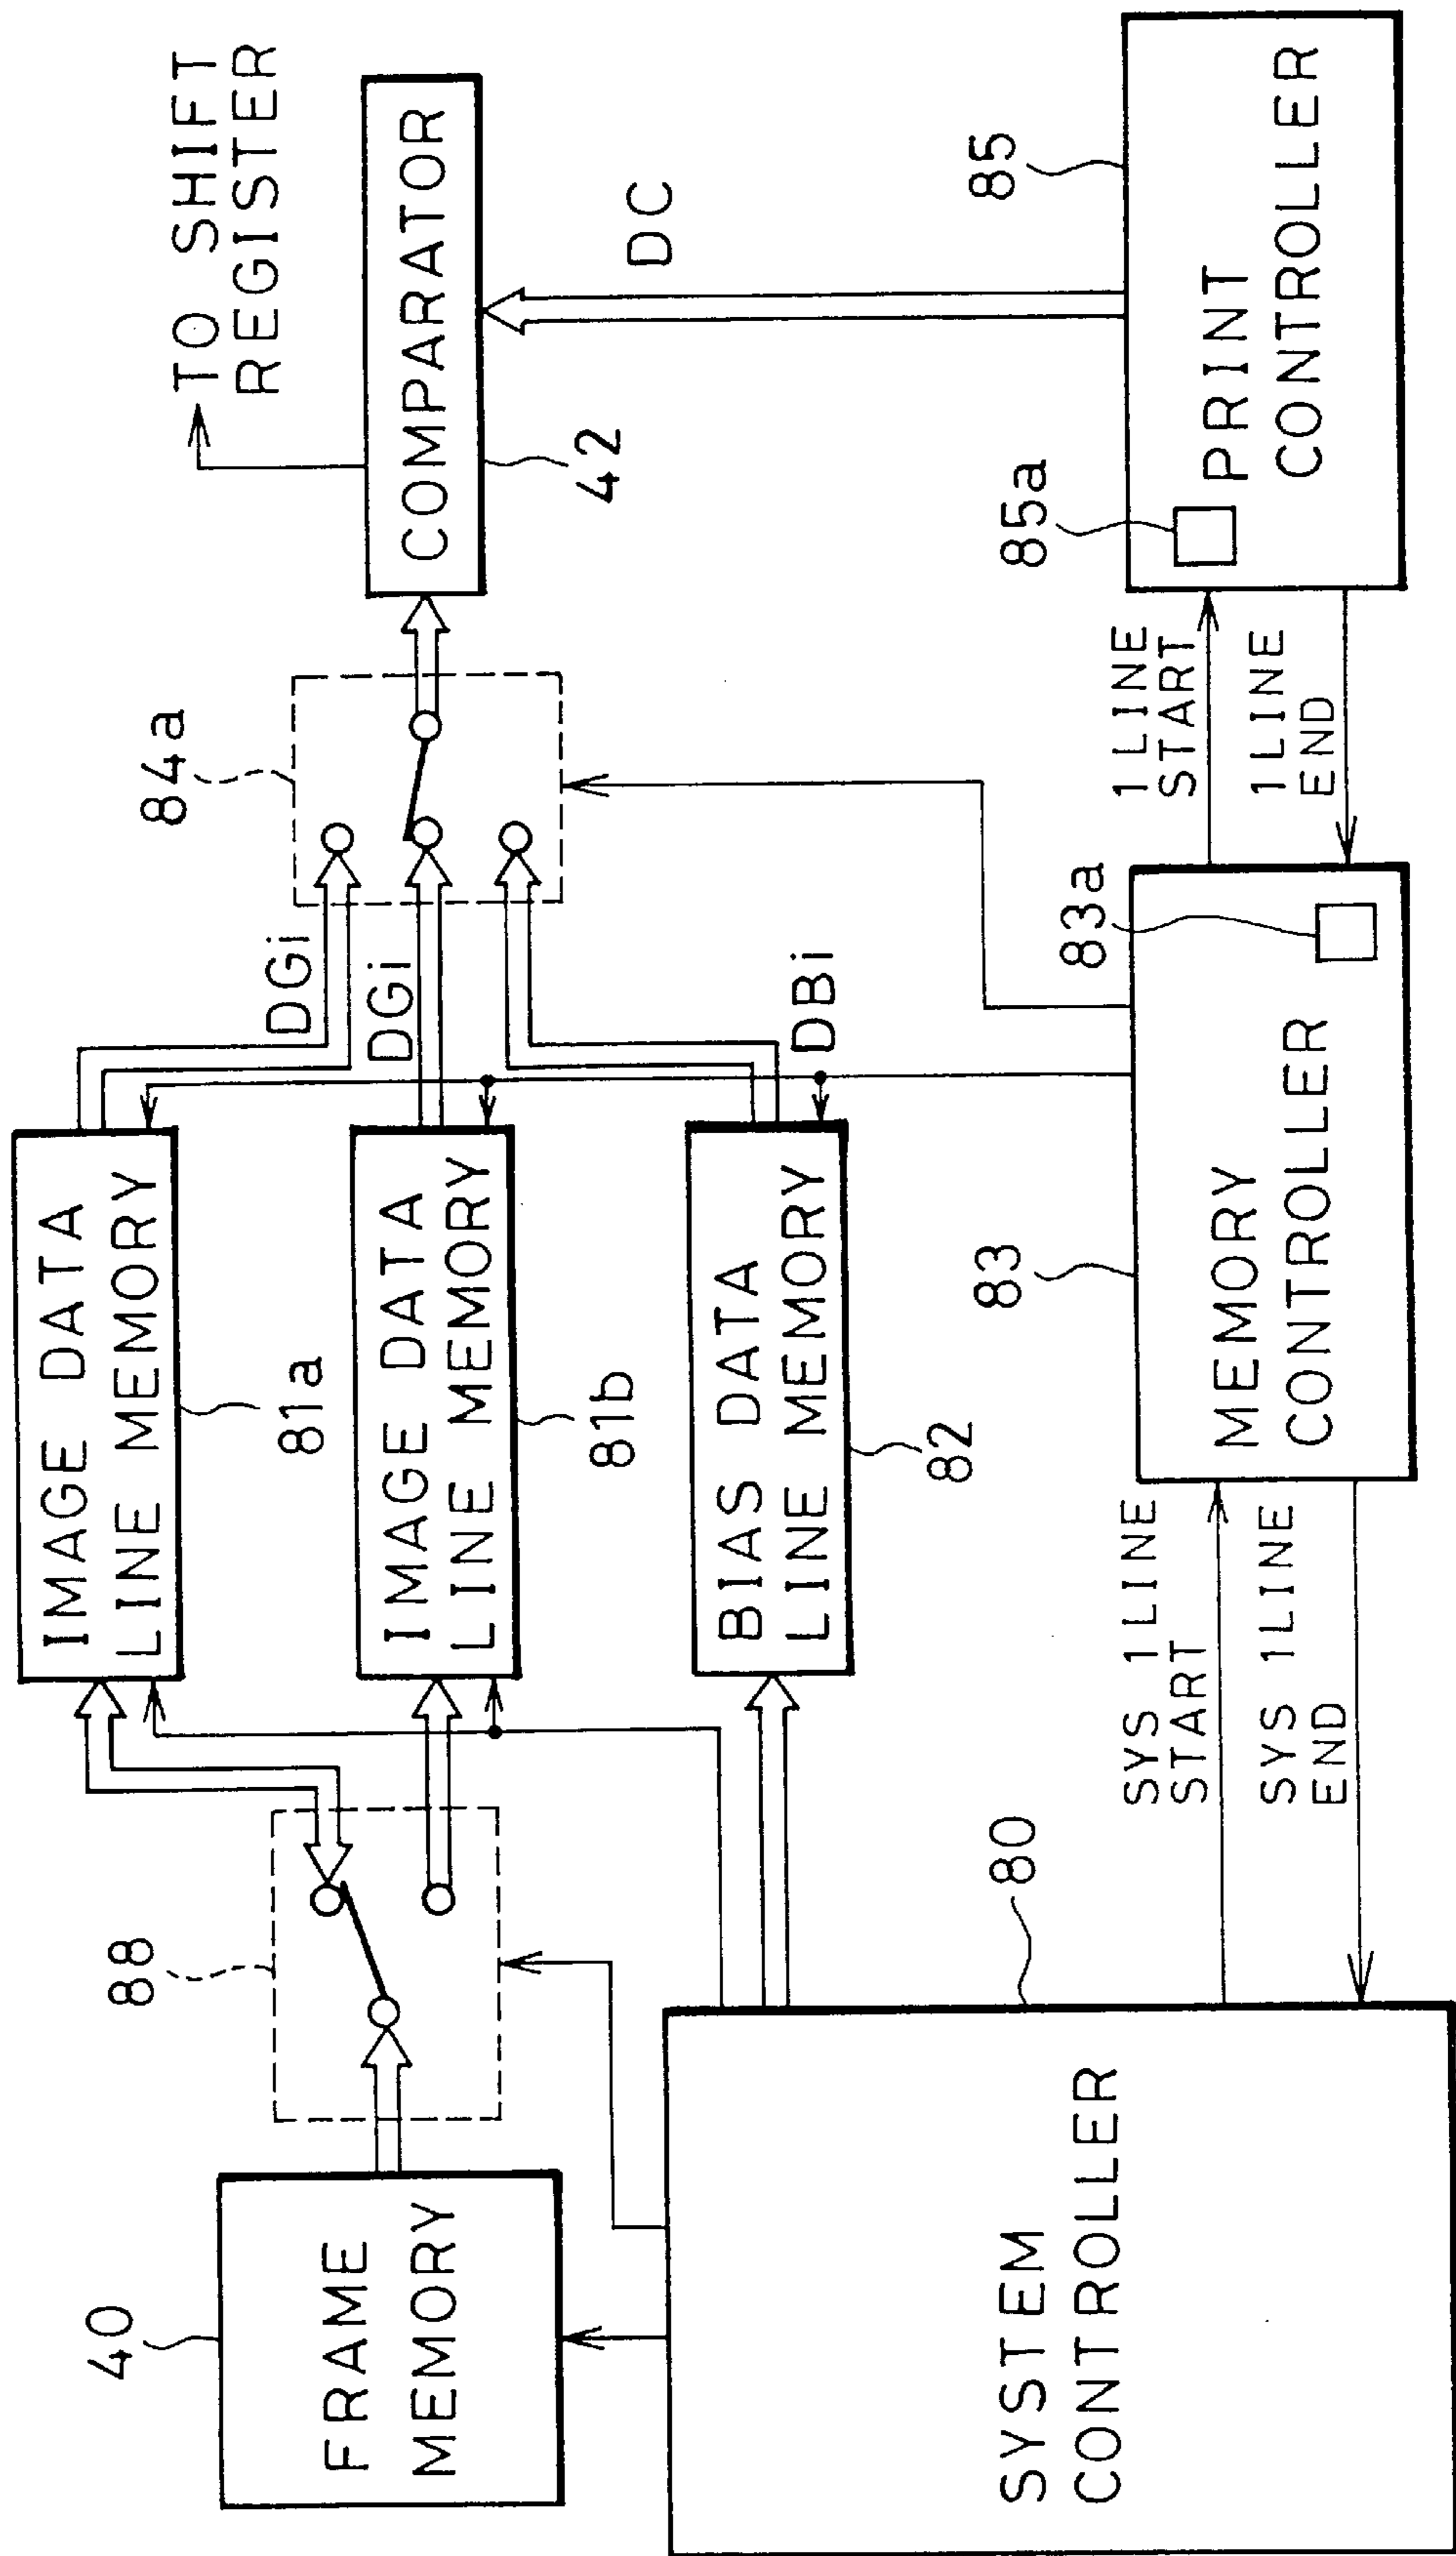 40
FRAME
MEMORY
88
IMAGE DATA
LINE MEMORY
81a
IMAGE DATA
LINE MEMORY
81b
BIAS DATA
LINE MEMORY
82
DGi
DGi
DBi
84a
COMPARATOR
42
TO SHIFT
REGISTER
DC
SYSTEM
CONTROLLER
80
SYS 1LINE
START
SYS 1LINE
END
MEMORY
CONTROLLER
83
83a
1LINE
START
1LINE
END
PRINT
CONTROLLER
85
85a